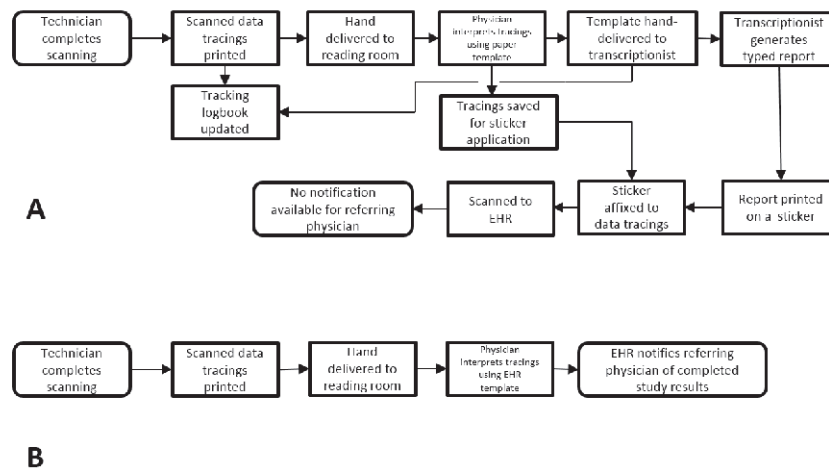 Technician
completes
scanning
Scanned data
tracings
printed
Hand
delivered to
reading room
Physician
interprets tracings
using paper
template
Template hand-
delivered to
transcriptionist
Transcriptionist
generates
typed report
Tracking
logbook
updated
Tracings saved
for sticker
application
A
No notification
available for referring
physician
Scanned to
EHR
Sticker
affixed to
data tracings
Report printed
on a sticker
Technician
completes
scanning
Scanned data
tracings
printed
Hand
delivered to
reading room
Physician
interprets tracings
using EHR
template
EHR notifies referring
physician of completed
study results
B